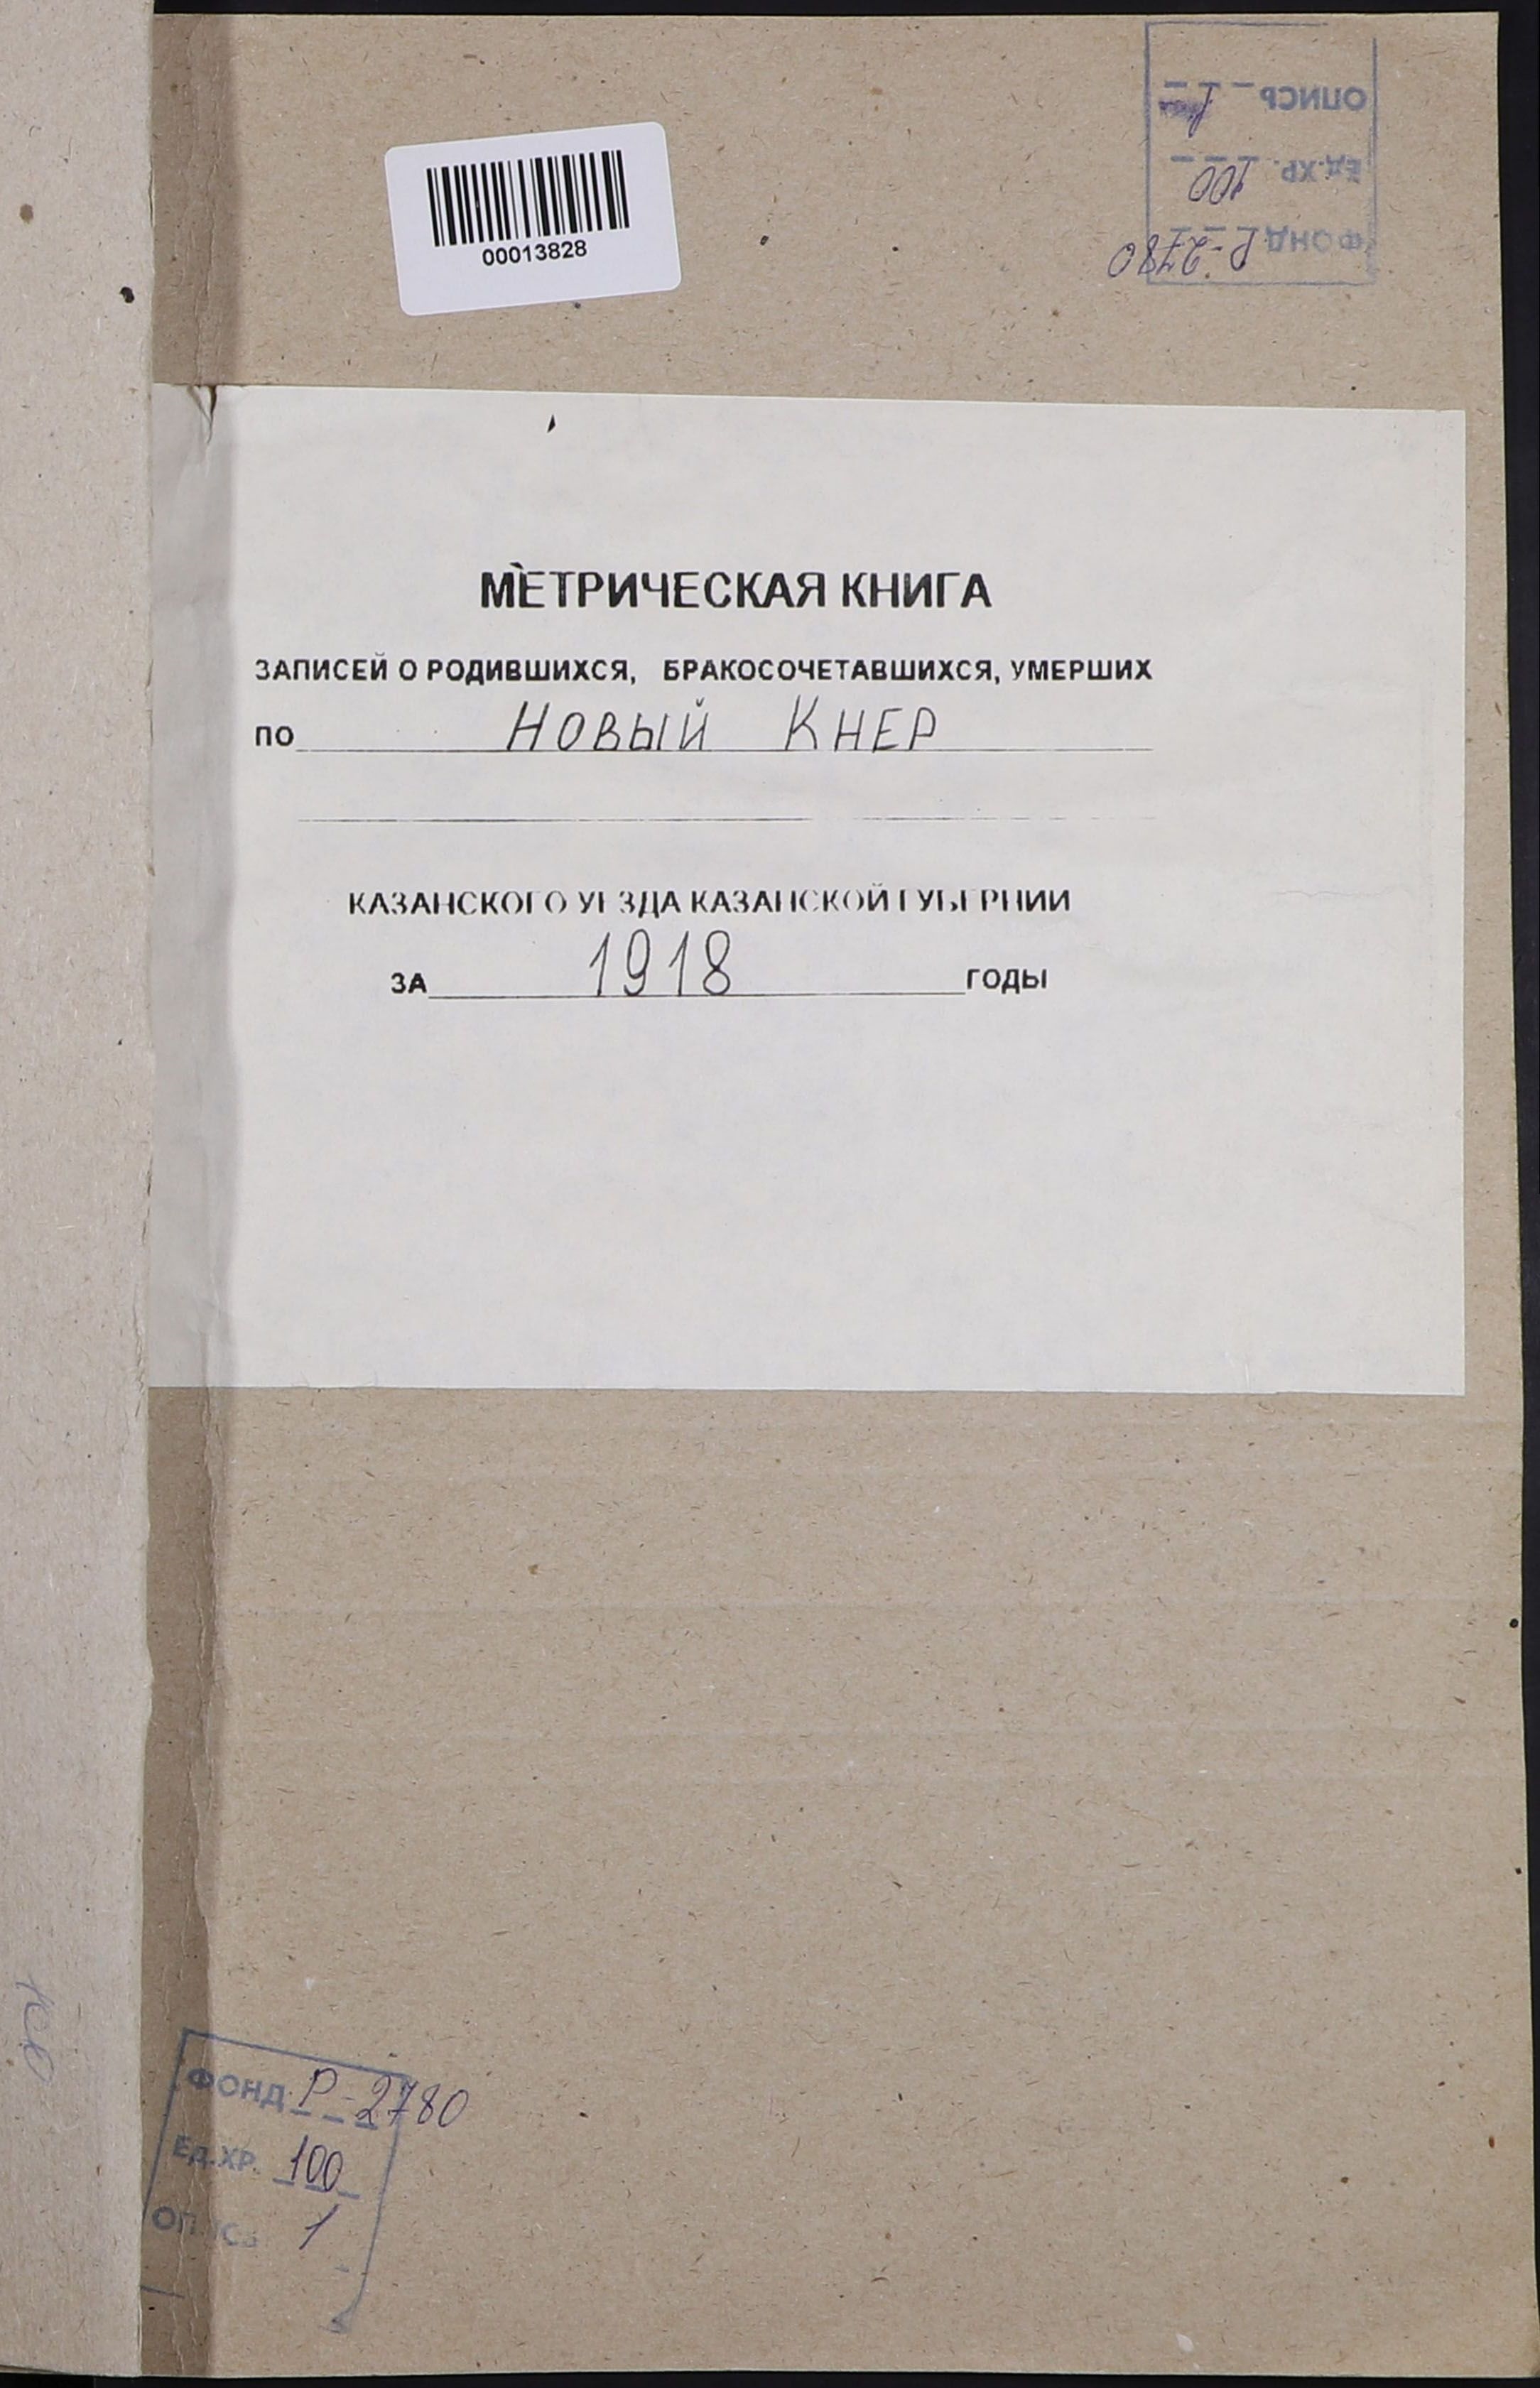 ОПИСЬ
ЕД.ХР. 100
ФОНД Р-2780
00013828
МЕТРИЧЕСКАЯ КНИГА
ЗАПИСЕЙ О РОДИВШИХСЯ, БРАКОСОЧЕТАВШИХСЯ, УМЕРШИХ
ПО НОВЫЙ КНЕР
КАЗАНСКОГО УЕЗДА КАЗАНСКОЙ ГУБЕРНИИ
ЗА 1918 ГОДЫ
ФОНД Р-2780
ЕД.ХР. 100
ОПИСЬ 1